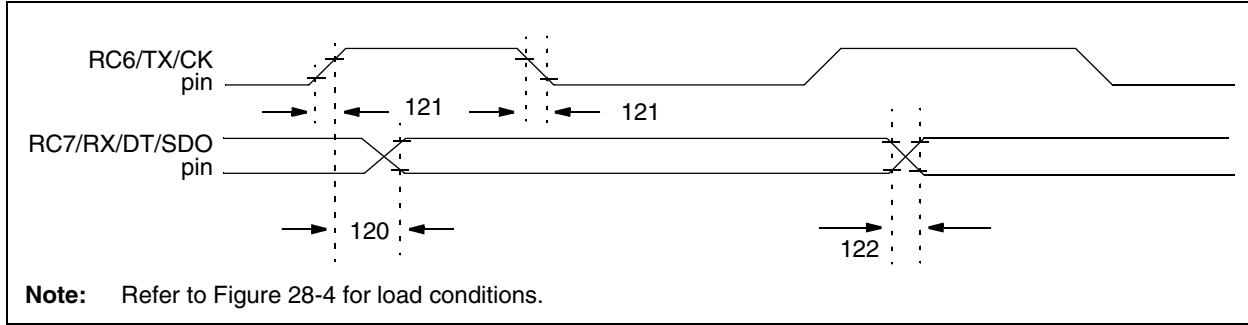 RC6/TX/CK
pin
121
121
RC7/RX/DT/SDO
pin
120
122
Note: Refer to Figure 28-4 for load conditions.